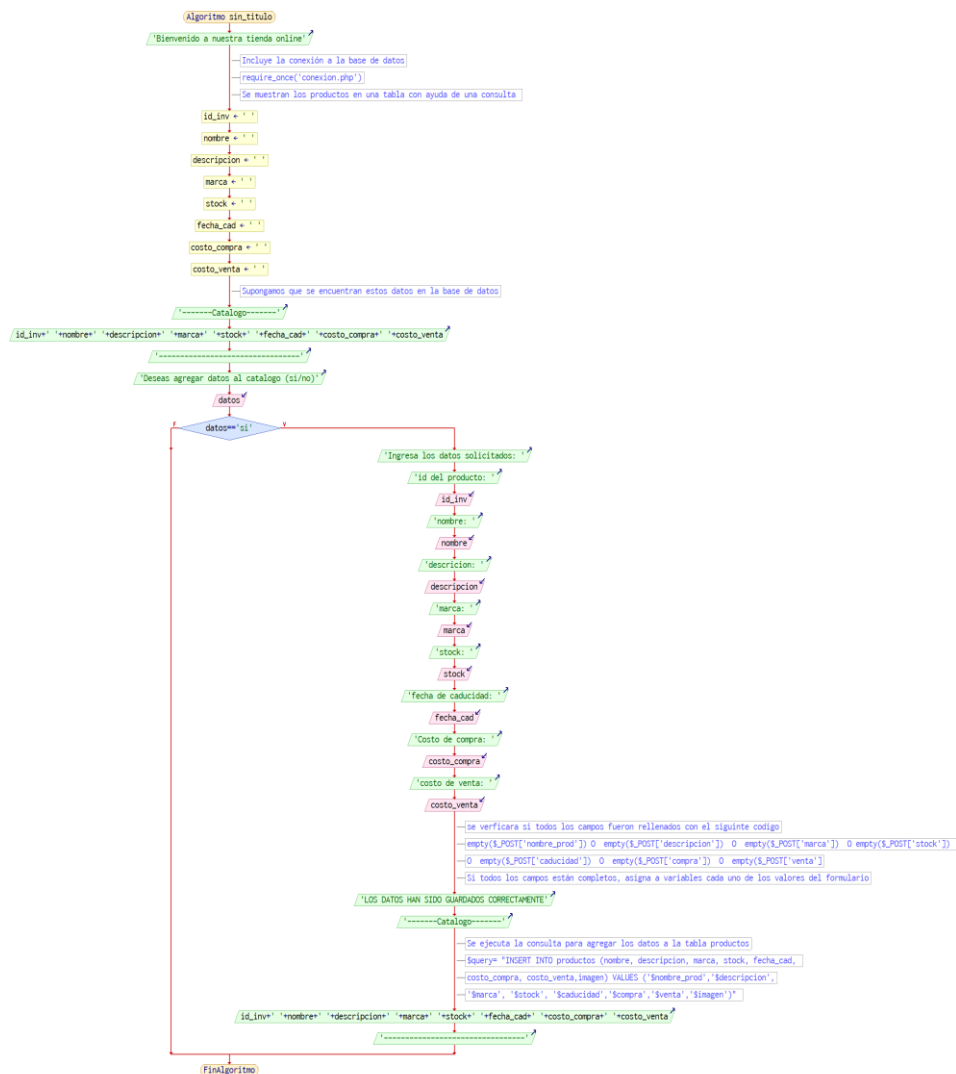 Algoritmo sin_titulo
'Bienvenido a nuestra tienda online'
Incluye la conexión a la base de datos
require_once('conexion.php')
Se muestran los productos en una tabla con ayuda de una consulta
id_inv ← ' '
nombre ← ' '
descripcion ← ' '
marca ← ' '
stock ← ' '
fecha_cad ← ' '
costo_compra ← ' '
costo_venta ← ' '
Supongamos que se encuentran estos datos en la base de datos
'-------Catalogo-------'
id_inv+' '+nombre+' '+descripcion+' '+marca+' '+stock+' '+fecha_cad+' '+costo_compra+' '+costo_venta
'---------------------------------'
'Deseas agregar datos al catalogo (si/no)'
datos
F datos=='si' V
'Ingresa los datos solicitados: '
'id del producto: '
id_inv
'nombre: '
nombre
'descricion: '
descripcion
'marca: '
marca
'stock: '
stock
'fecha de caducidad: '
fecha_cad
'Costo de compra: '
costo_compra
'costo de venta: '
costo_venta
se verficara si todos los campos fueron rellenados con el siguinte codigo
empty($_POST['nombre_prod']) O empty($_POST['descripcion']) O empty($_POST['marca']) O empty($_POST['stock'])
O empty($_POST['caducidad']) O empty($_POST['compra']) O empty($_POST['venta']
Si todos los campos están completos, asigna a variables cada uno de los valores del formulario
'LOS DATOS HAN SIDO GUARDADOS CORRECTAMENTE'
'-------Catalogo-------'
Se ejecuta la consulta para agregar los datos a la tabla productos
$query= "INSERT INTO productos (nombre, descripcion, marca, stock, fecha_cad,
costo_compra, costo_venta,imagen) VALUES ('$nombre_prod','$descripcion',
'$marca', '$stock', '$caducidad','$compra','$venta','$imagen')"
id_inv+' '+nombre+' '+descripcion+' '+marca+' '+stock+' '+fecha_cad+' '+costo_compra+' '+costo_venta
'---------------------------------'
FinAlgoritmo